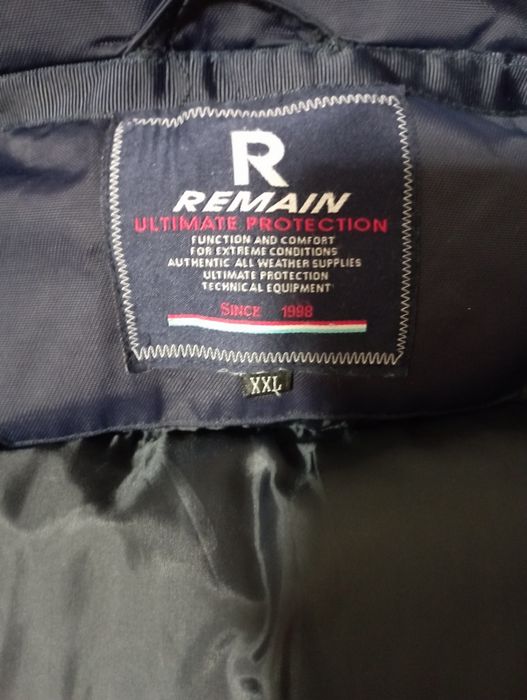 R
REMAIN
ULTIMATE PROTECTION
FUNCTION AND COMFORT
FOR EXTREME CONDITIONS
AUTHENTIC ALL WEATHER SUPPLIES
ULTIMATE PROTECTION
TECHNICAL EQUIPMENT
SINCE 1998
XXL